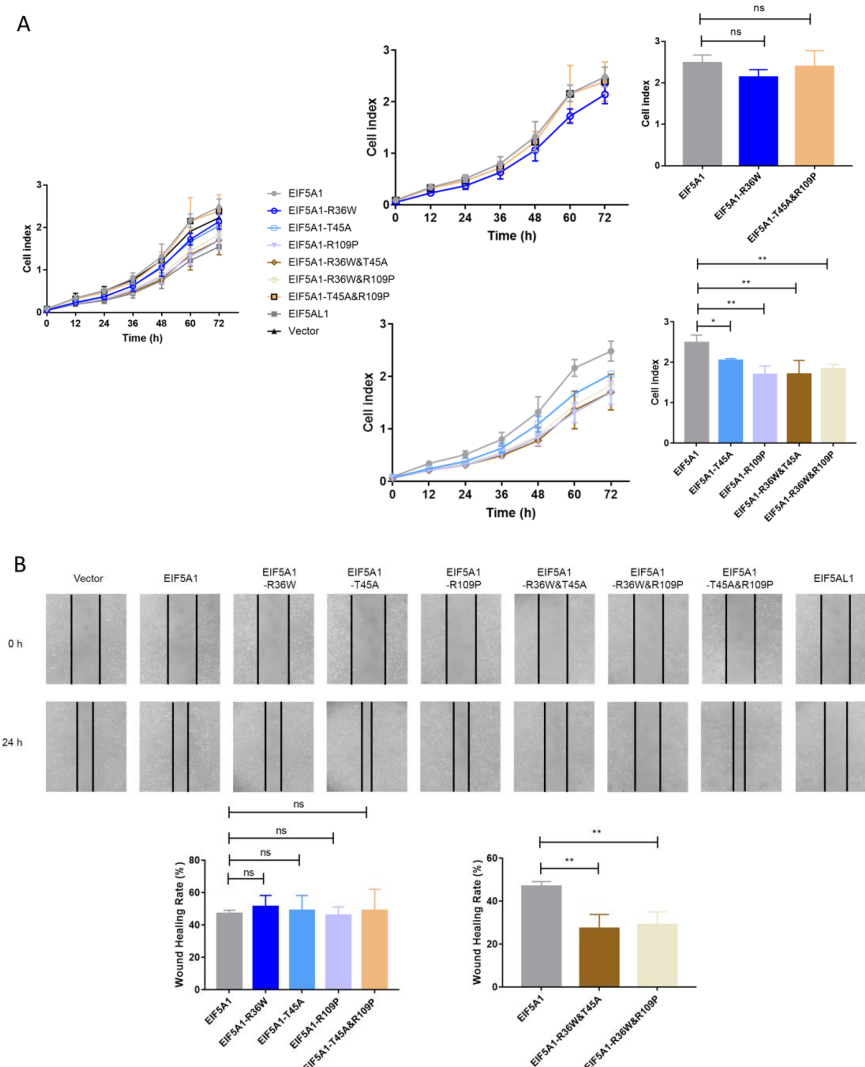 A
Cell index
3
2
1
0
0 12 24 36 48 60 72
Time (h)
EIF5A1
EIF5A1-R36W
EIF5A1-T45A
EIF5A1-R109P
EIF5A1-R36W&T45A
EIF5A1-R36W&R109P
EIF5A1-T45A&R109P
EIF5AL1
Vector
Cell index
3
2
1
0
0 12 24 36 48 60 72
Time (h)
ns
ns
Cell index
3
2
1
0
EIF5A1
EIF5A1-R36W
EIF5A1-T45A&R109P
Cell index
3
2
1
0
0 12 24 36 48 60 72
Time (h)
**
**
**
*
Cell index
3
2
1
0
EIF5A1
EIF5A1-T45A
EIF5A1-R109P
EIF5A1-R36W&T45A
EIF5A1-R36W&R109P
B
Vector
EIF5A1
EIF5A1
-R36W
EIF5A1
-T45A
EIF5A1
-R109P
EIF5A1
-R36W&T45A
EIF5A1
-R36W&R109P
EIF5A1
-T45A&R109P
EIF5AL1
0 h
24 h
ns
ns
ns
ns
Wound Healing Rate (%)
80
60
40
20
0
EIF5A1
EIF5A1-R36W
EIF5A1-T45A
EIF5A1-R109P
EIF5A1-T45A&R109P
**
**
Wound Healing Rate (%)
60
40
20
0
EIF5A1
EIF5A1-R36W&T45A
EIF5A1-R36W&R109P